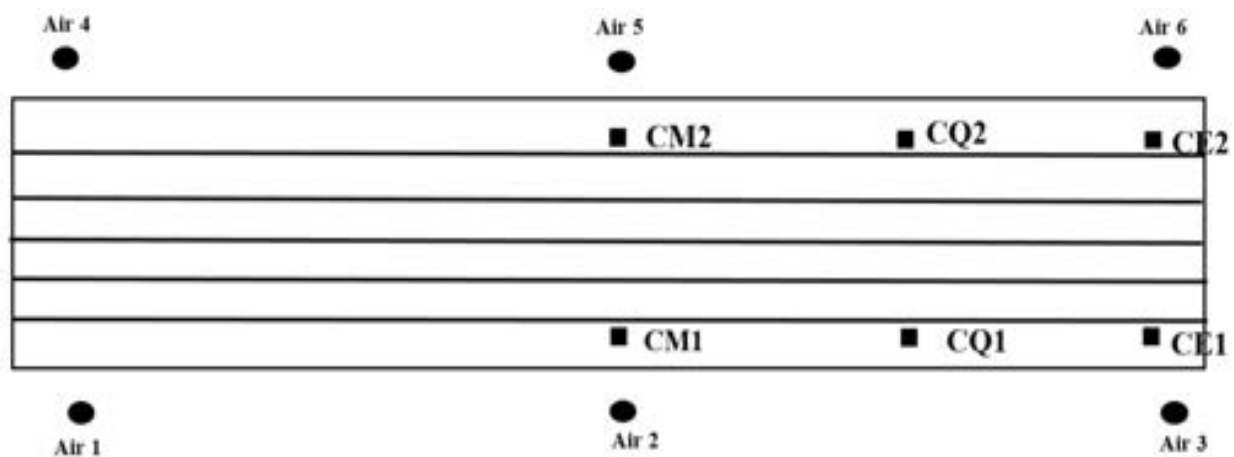 Air 4
Air 5
Air 6
CM2
CQ2
CE2
CM1
CQ1
CE1
Air 1
Air 2
Air 3